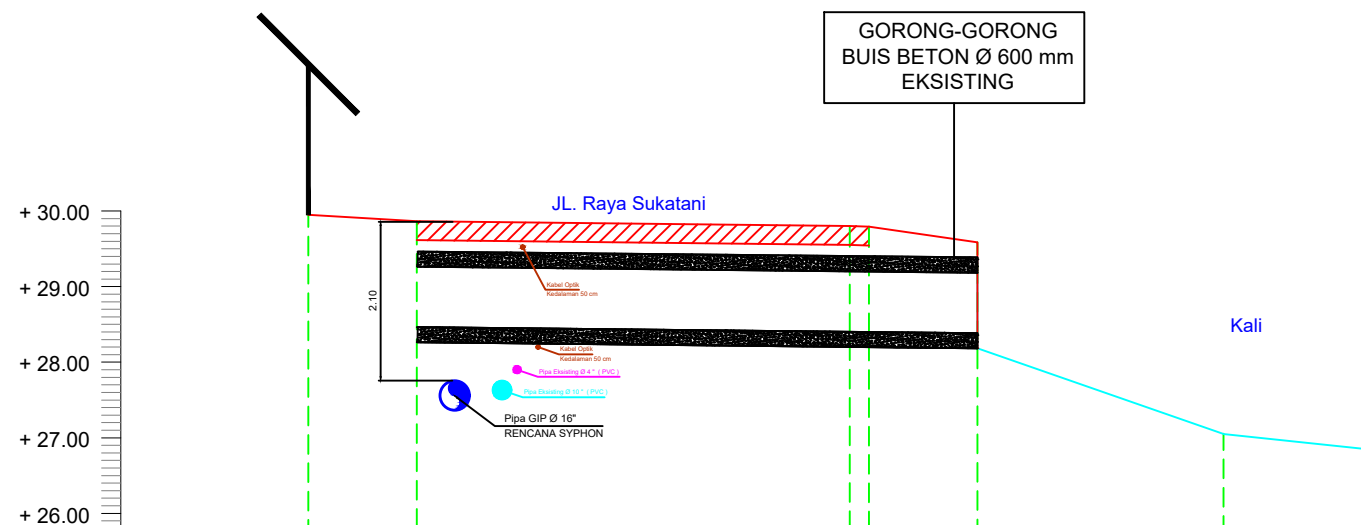 GORONG-GORONG
BUIS BETON Ø 600 mm
EKSISTING
JL. Raya Sukatani
+ 30.00
+ 29.00
+ 28.00
+ 27.00
+ 26.00
2.10
Kabel Optik
Kedalaman 50 cm
Kabel Optik
Kedalaman 50 cm
Pipa Eksisting Ø 4 " ( PVC )
Pipa Eksisting Ø 10 " ( PVC )
Pipa GIP Ø 16"
RENCANA SYPHON
Kali